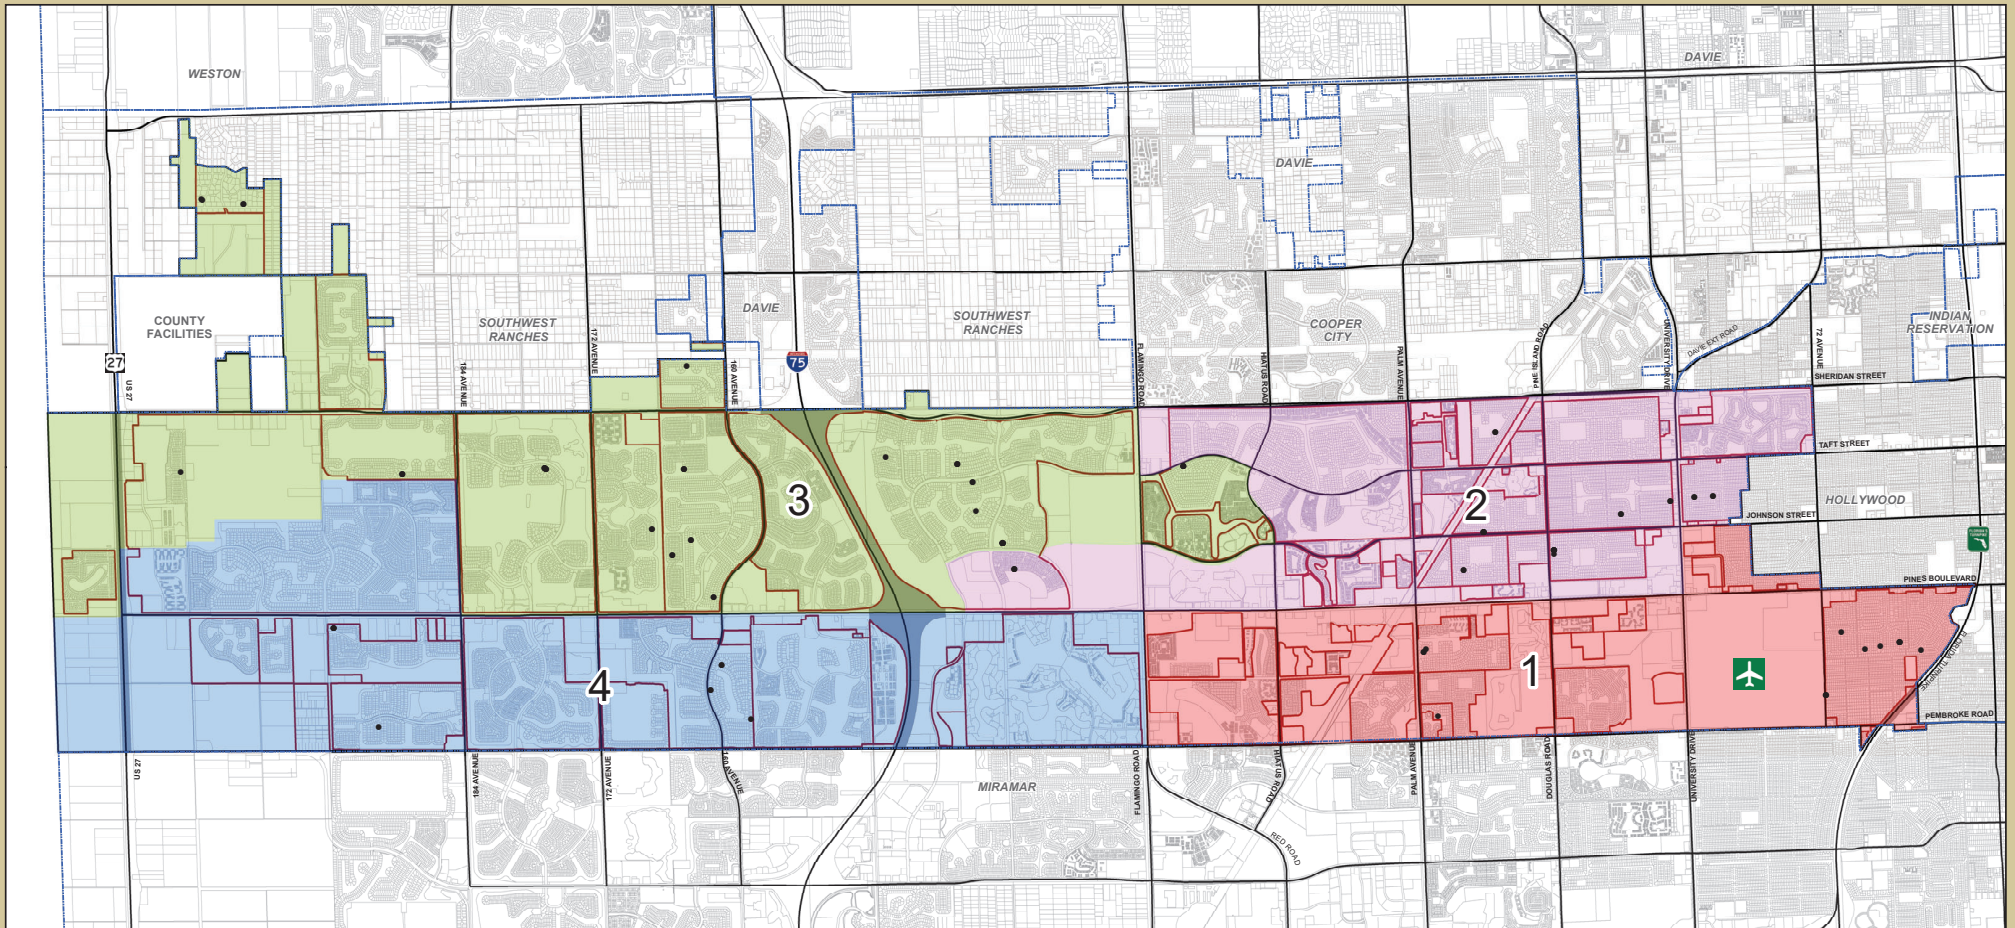 WESTON
DAVIE
DAVIE
COUNTY
FACILITIES
SOUTHWEST
RANCHES
DAVIE
SOUTHWEST
RANCHES
COOPER
CITY
INDIAN
RESERVATION
27
US 27
184 AVENUE
172 AVENUE
160 AVENUE
75
FLAMINGO ROAD
HIATUS ROAD
PALM AVENUE
PINE ISLAND ROAD
UNIVERSITY DRIVE
DAVIE EXT ROAD
72 AVENUE
SHERIDAN STREET
TAFT STREET
HOLLYWOOD
JOHNSON STREET
PINES BOULEVARD
3
2
4
1
FLORIDA TURNPIKE
PEMBROKE ROAD
US 27
184 AVENUE
172 AVENUE
160 AVENUE
MIRAMAR
FLAMINGO ROAD
HIATUS ROAD
RED ROAD
PALM AVENUE
DOUGLAS ROAD
UNIVERSITY DRIVE